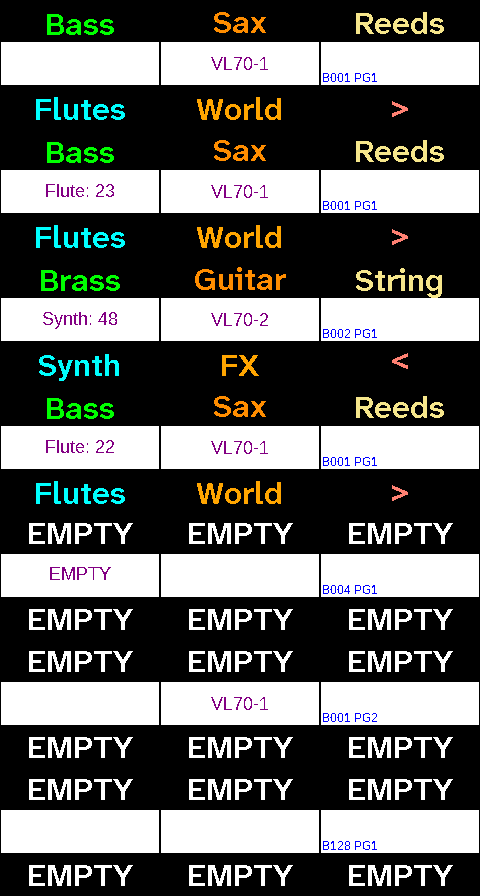 Bass Sax Reeds
VL70-1 B001 PG1
Flutes World >
Bass Sax Reeds
Flute: 23 VL70-1 B001 PG1
Flutes World >
Brass Guitar String
Synth: 48 VL70-2 B002 PG1
Synth FX <
Bass Sax Reeds
Flute: 22 VL70-1 B001 PG1
Flutes World >
EMPTY EMPTY EMPTY
EMPTY B004 PG1
EMPTY EMPTY EMPTY
EMPTY EMPTY EMPTY
VL70-1 B001 PG2
EMPTY EMPTY EMPTY
EMPTY EMPTY EMPTY
B128 PG1
EMPTY EMPTY EMPTY